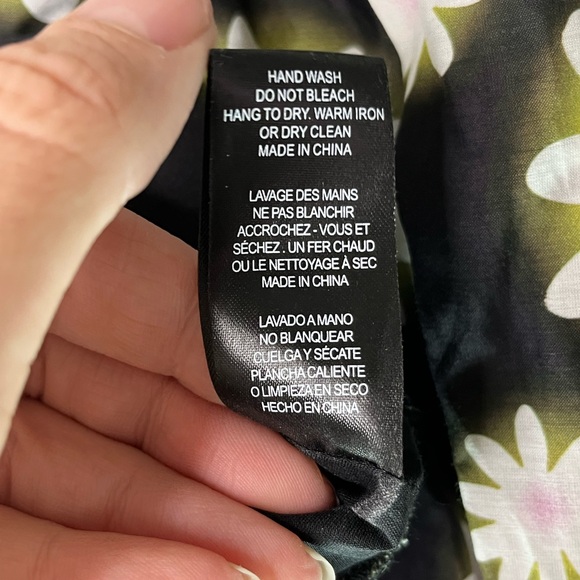 HAND WASH
DO NOT BLEACH
HANG TO DRY. WARM IRON
OR DRY CLEAN
MADE IN CHINA
LAVAGE DES MAINS
NE PAS BLANCHIR
ACCROCHEZ - VOUS ET
SÉCHEZ . UN FER CHAUD
OU LE NETTOYAGE À SEC
MADE IN CHINA
LAVADO A MANO
NO BLANQUEAR
CUELGA Y SÉCATE
PLANCHA CALIENTE
O LIMPIEZA EN SECO
HECHO EN CHINA